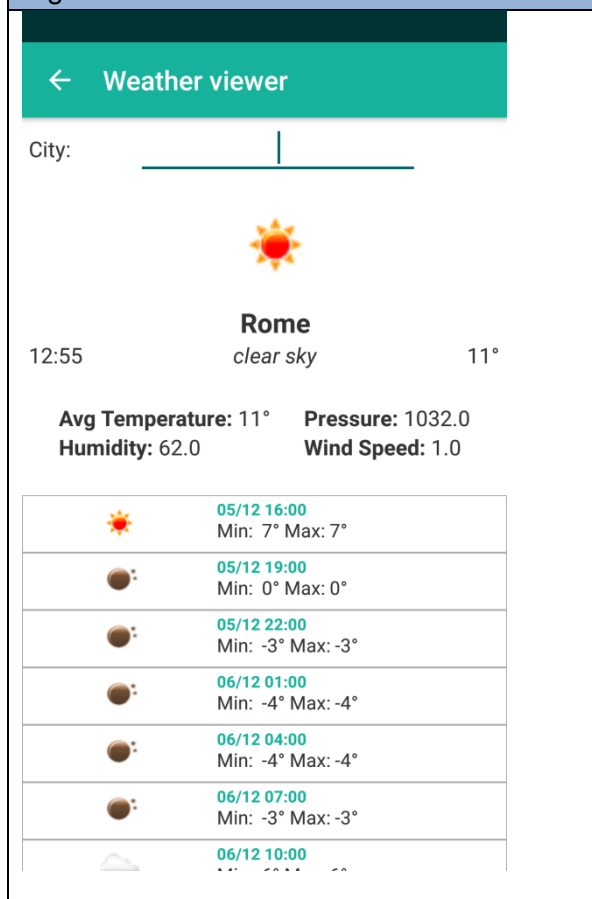 Weather viewer
City:
Rome
12:55 clear sky 11°
Avg Temperature: 11° Pressure: 1032.0
Humidity: 62.0 Wind Speed: 1.0
05/12 16:00
Min: 7° Max: 7°
05/12 19:00
Min: 0° Max: 0°
05/12 22:00
Min: -3° Max: -3°
06/12 01:00
Min: -4° Max: -4°
06/12 04:00
Min: -4° Max: -4°
06/12 07:00
Min: -3° Max: -3°
06/12 10:00